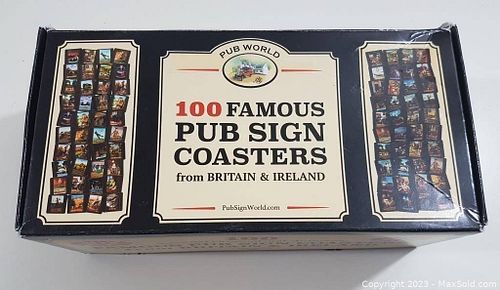 PUB WORLD
100 FAMOUS
PUB SIGN
COASTERS
from BRITAIN & IRELAND
PubSignWorld.com
Copyright 2023 - MaxSold.com